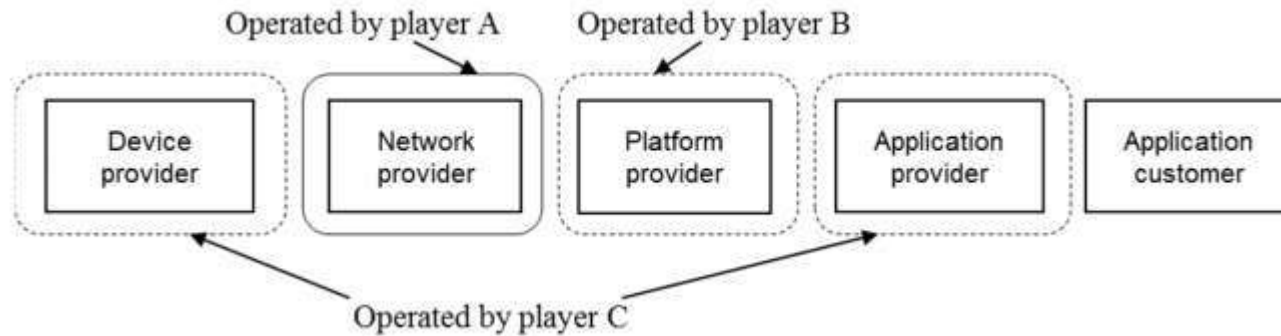 Operated by player A
Operated by player B
Device
provider
Network
provider
Platform
provider
Application
provider
Application
customer
Operated by player C